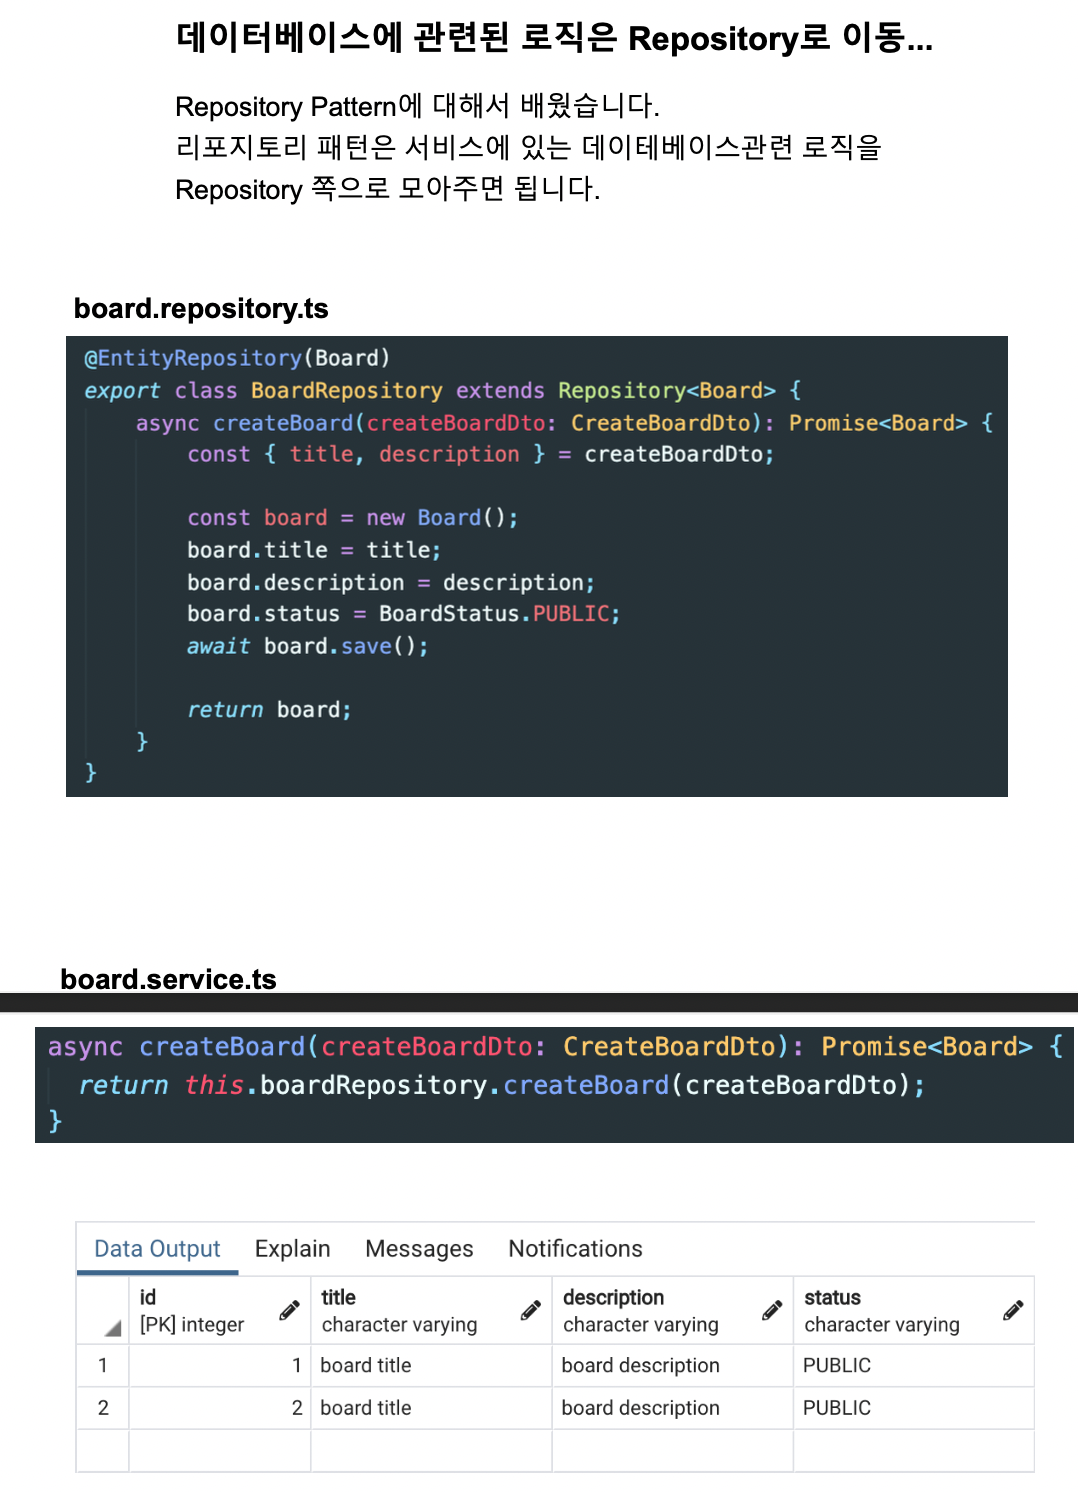 데이터베이스에 관련된 로직은 Repository로 이동...
Repository Pattern에 대해서 배웠습니다.
리포지토리 패턴은 서비스에 있는 데이테베이스관련 로직을
Repository 쪽으로 모아주면 됩니다.
board.repository.ts
@EntityRepository(Board)
export class BoardRepository extends Repository<Board> {
    async createBoard(createBoardDto: CreateBoardDto): Promise<Board> {
        const { title, description } = createBoardDto;
        const board = new Board();
        board.title = title;
        board.description = description;
        board.status = BoardStatus.PUBLIC;
        await board.save();
        return board;
    }
}
board.service.ts
async createBoard(createBoardDto: CreateBoardDto): Promise<Board> {
  return this.boardRepository.createBoard(createBoardDto);
}
Data Output Explain Messages Notifications
id title description status
[PK] integer character varying character varying character varying
1 1 board title board description PUBLIC
2 2 board title board description PUBLIC